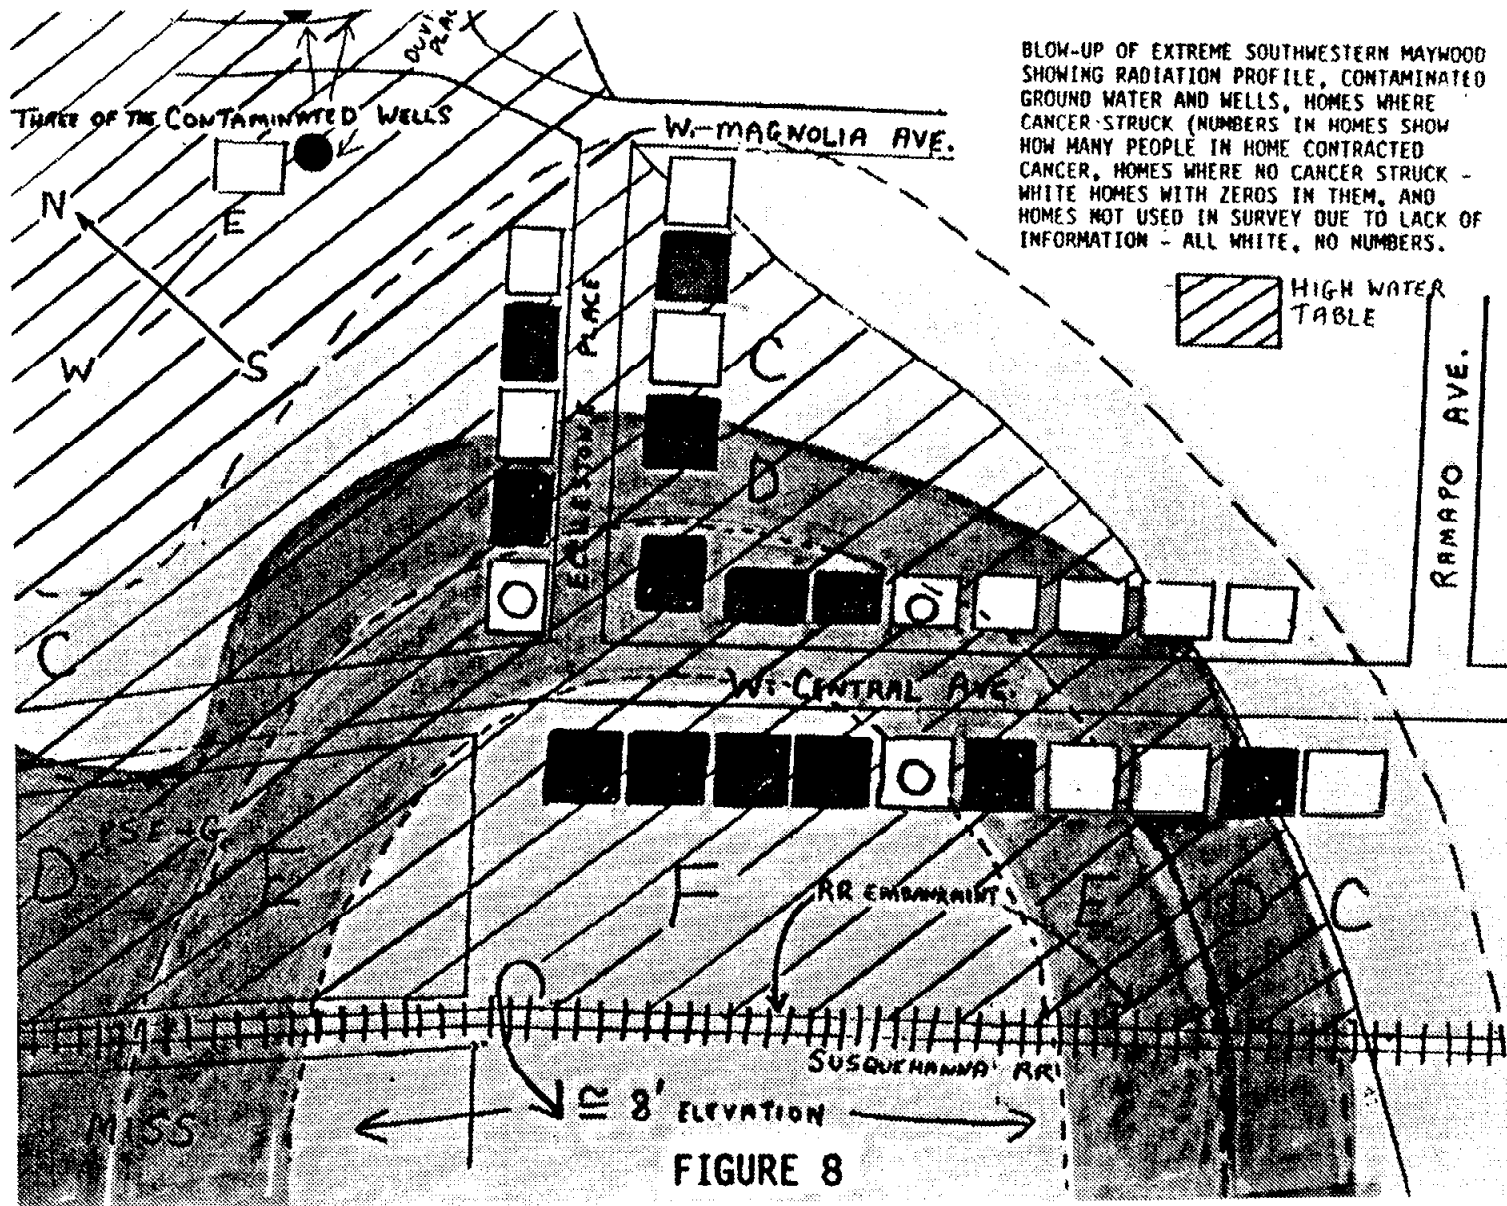 BLOW-UP OF EXTREME SOUTHWESTERN MAYWOOD
SHOWING RADIATION PROFILE, CONTAMINATED
GROUND WATER AND WELLS, HOMES WHERE
CANCER STRUCK (NUMBERS IN HOMES SHOW
HOW MANY PEOPLE IN HOME CONTRACTED
CANCER, HOMES WHERE NO CANCER STRUCK -
WHITE HOMES WITH ZEROS IN THEM, AND
HOMES NOT USED IN SURVEY DUE TO LACK OF
INFORMATION - ALL WHITE, NO NUMBERS.
HIGH WATER
TABLE
THREE OF THE CONTAMINATED WELLS
W. MAGNOLIA AVE.
N
E
W
S
PLACE
C
RAMAPO AVE.
D
O
O
C
W. CENTRAL AVE.
O
PSE+G
D
E
F
RR EMBANKMENT
E
D
C
SUSQUEHANNA RR
≅ 8' ELEVATION
MISS
FIGURE 8